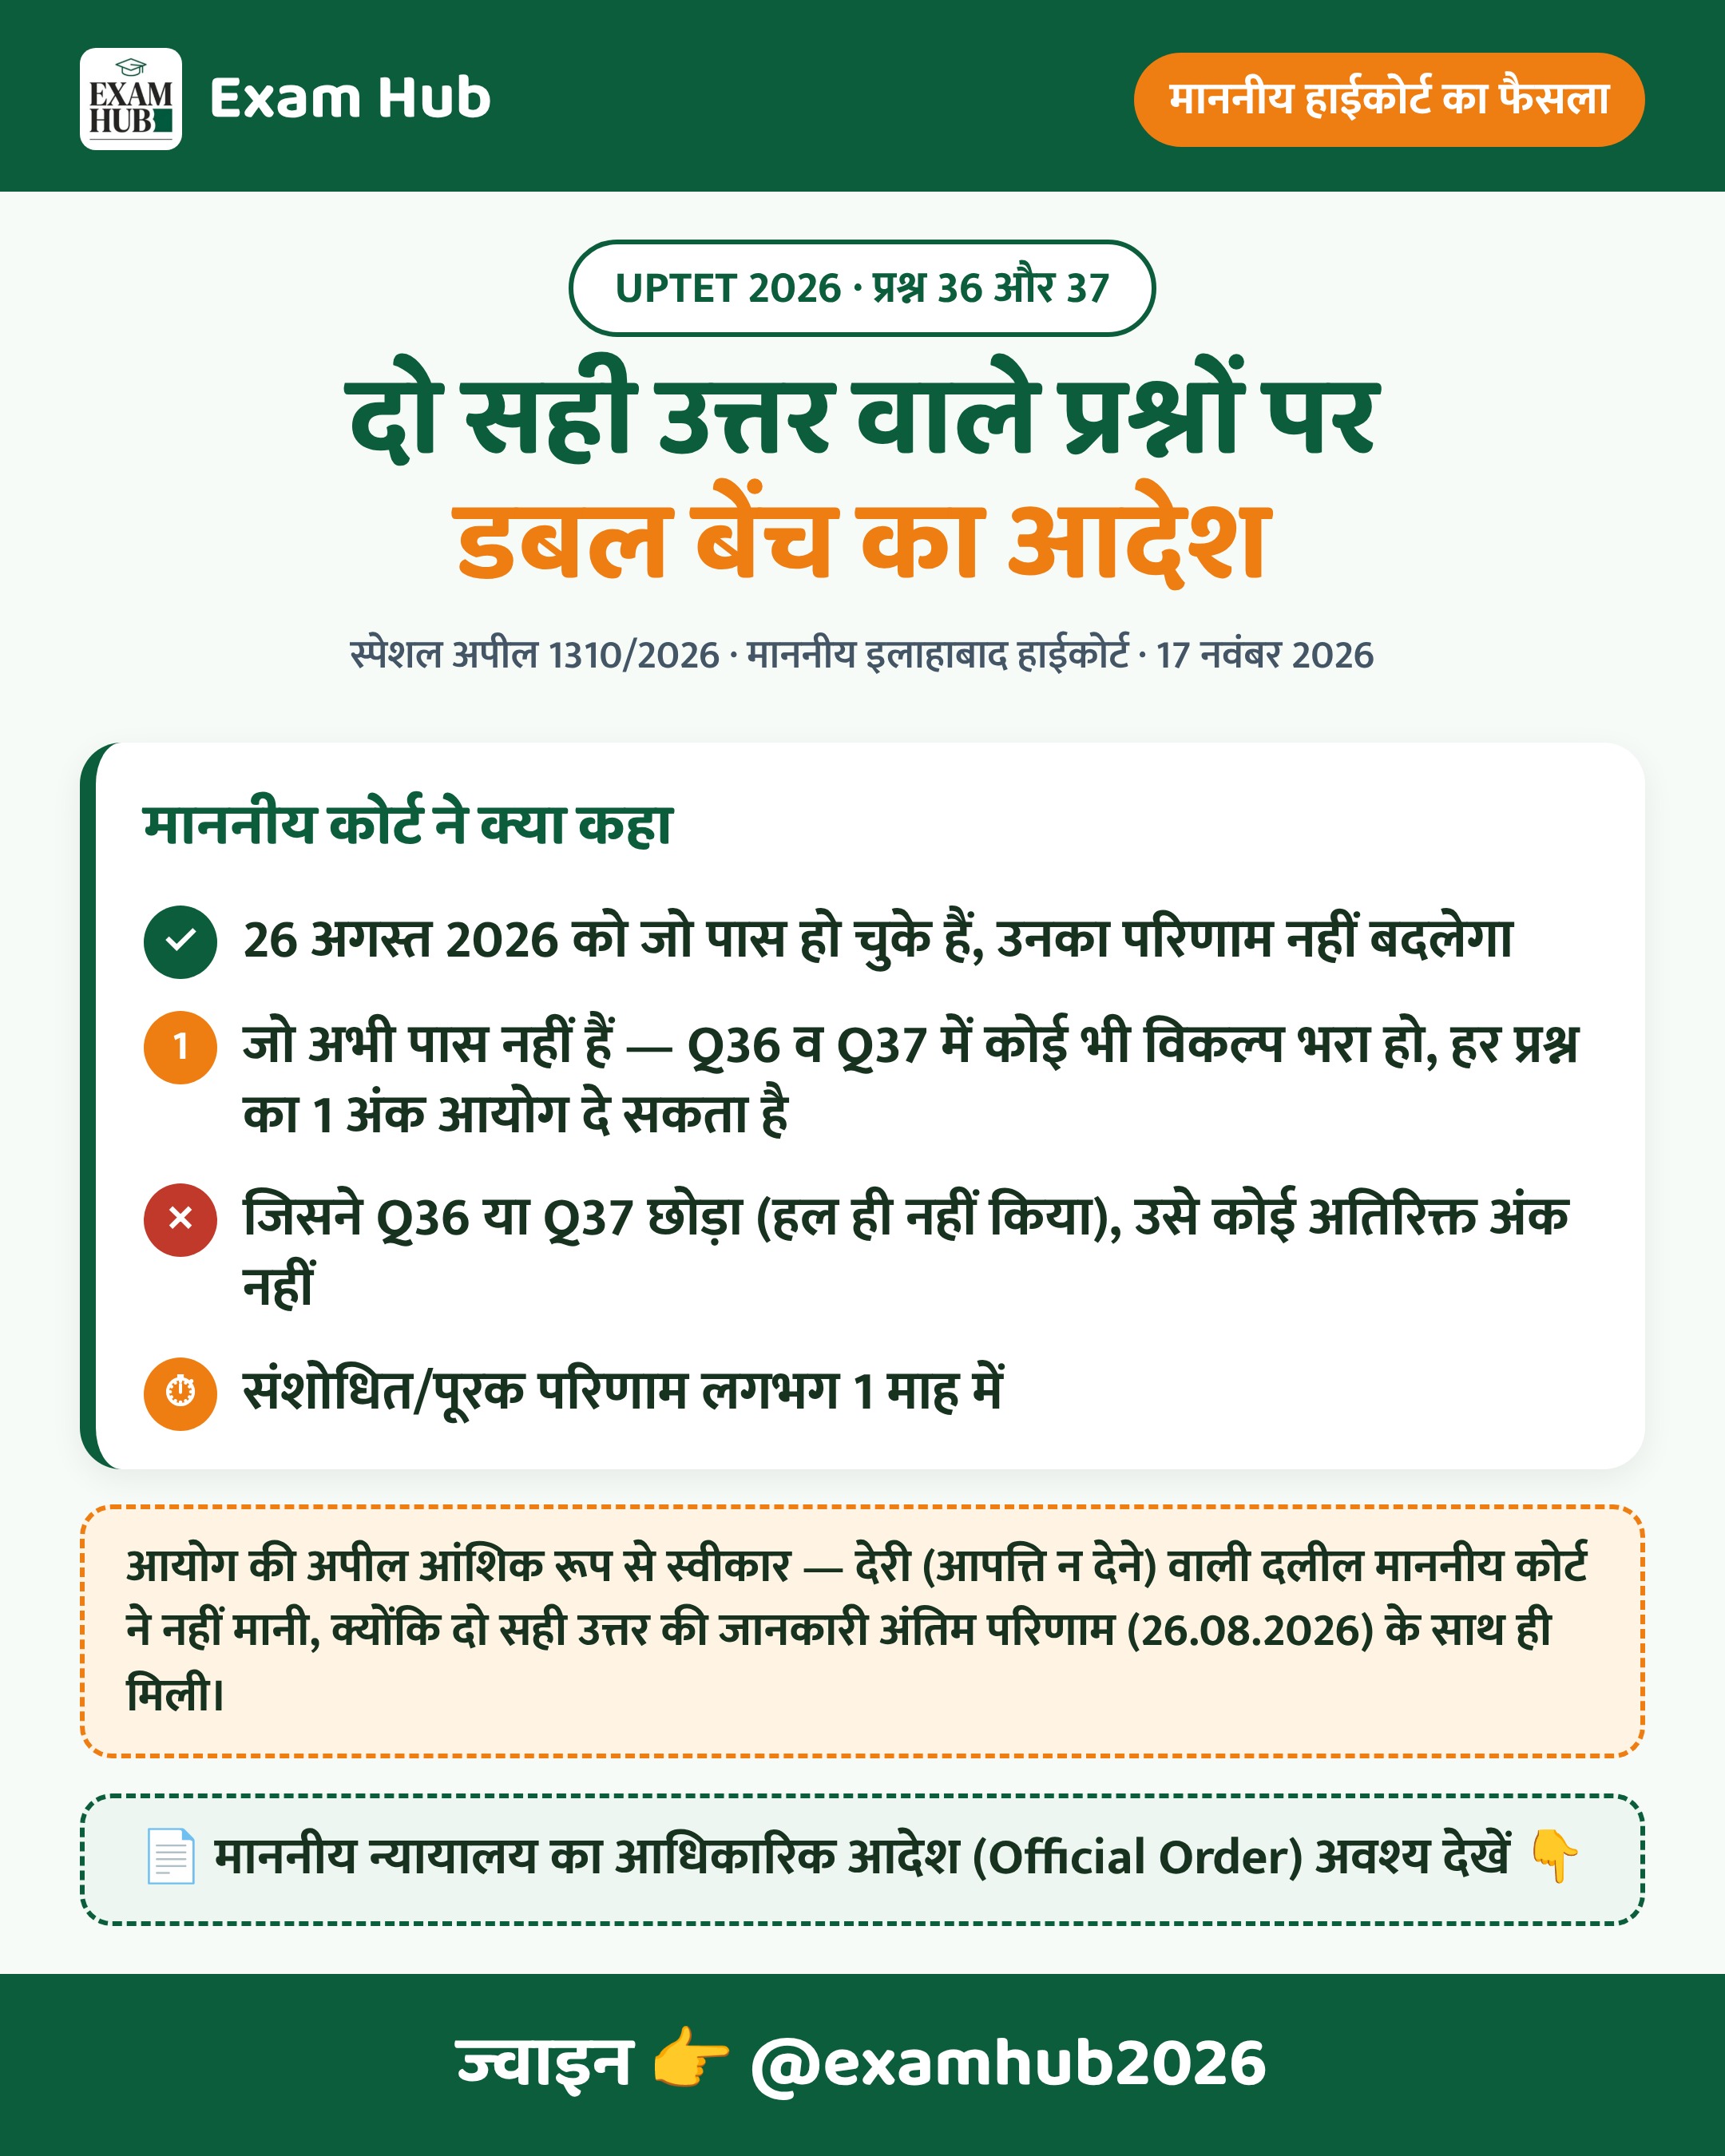 EXAM
HUB
Exam Hub
माननीय हाईकोर्ट का फैसला
UPTET 2026 · प्रश्न 36 और 37
दो सही उत्तर वाले प्रश्नों पर
डबल बेंच का आदेश
स्पेशल अपील 1310/2026 · माननीय इलाहाबाद हाईकोर्ट · 17 नवंबर 2026
माननीय कोर्ट ने क्या कहा
✓ 26 अगस्त 2026 को जो पास हो चुके हैं, उनका परिणाम नहीं बदलेगा
1 जो अभी पास नहीं हैं — Q36 व Q37 में कोई भी विकल्प भरा हो, हर प्रश्न
का 1 अंक आयोग दे सकता है
✕ जिसने Q36 या Q37 छोड़ा (हल ही नहीं किया), उसे कोई अतिरिक्त अंक
नहीं
⏱ संशोधित/पूरक परिणाम लगभग 1 माह में
आयोग की अपील आंशिक रूप से स्वीकार — देरी (आपत्ति न देने) वाली दलील माननीय कोर्ट
ने नहीं मानी, क्योंकि दो सही उत्तर की जानकारी अंतिम परिणाम (26.08.2026) के साथ ही
मिली।
📄 माननीय न्यायालय का आधिकारिक आदेश (Official Order) अवश्य देखें 👇
ज्वाइन 👉 @examhub2026